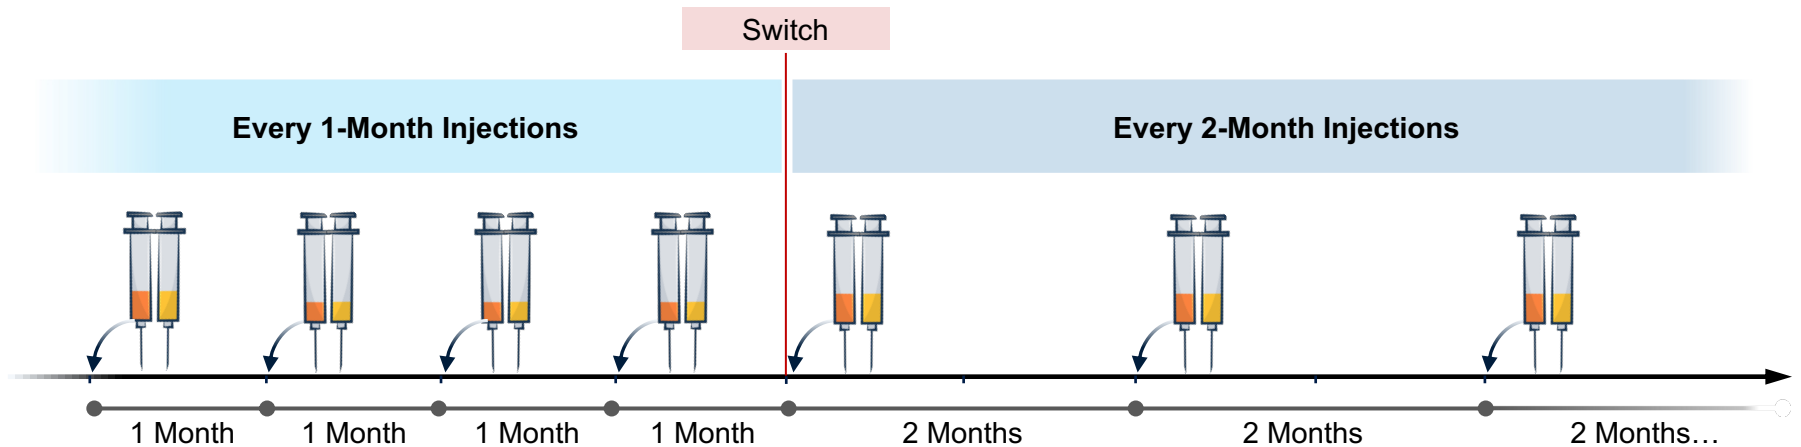 Switch
Every 1-Month Injections
Every 2-Month Injections
1 Month
1 Month
1 Month
1 Month
2 Months
2 Months
2 Months…